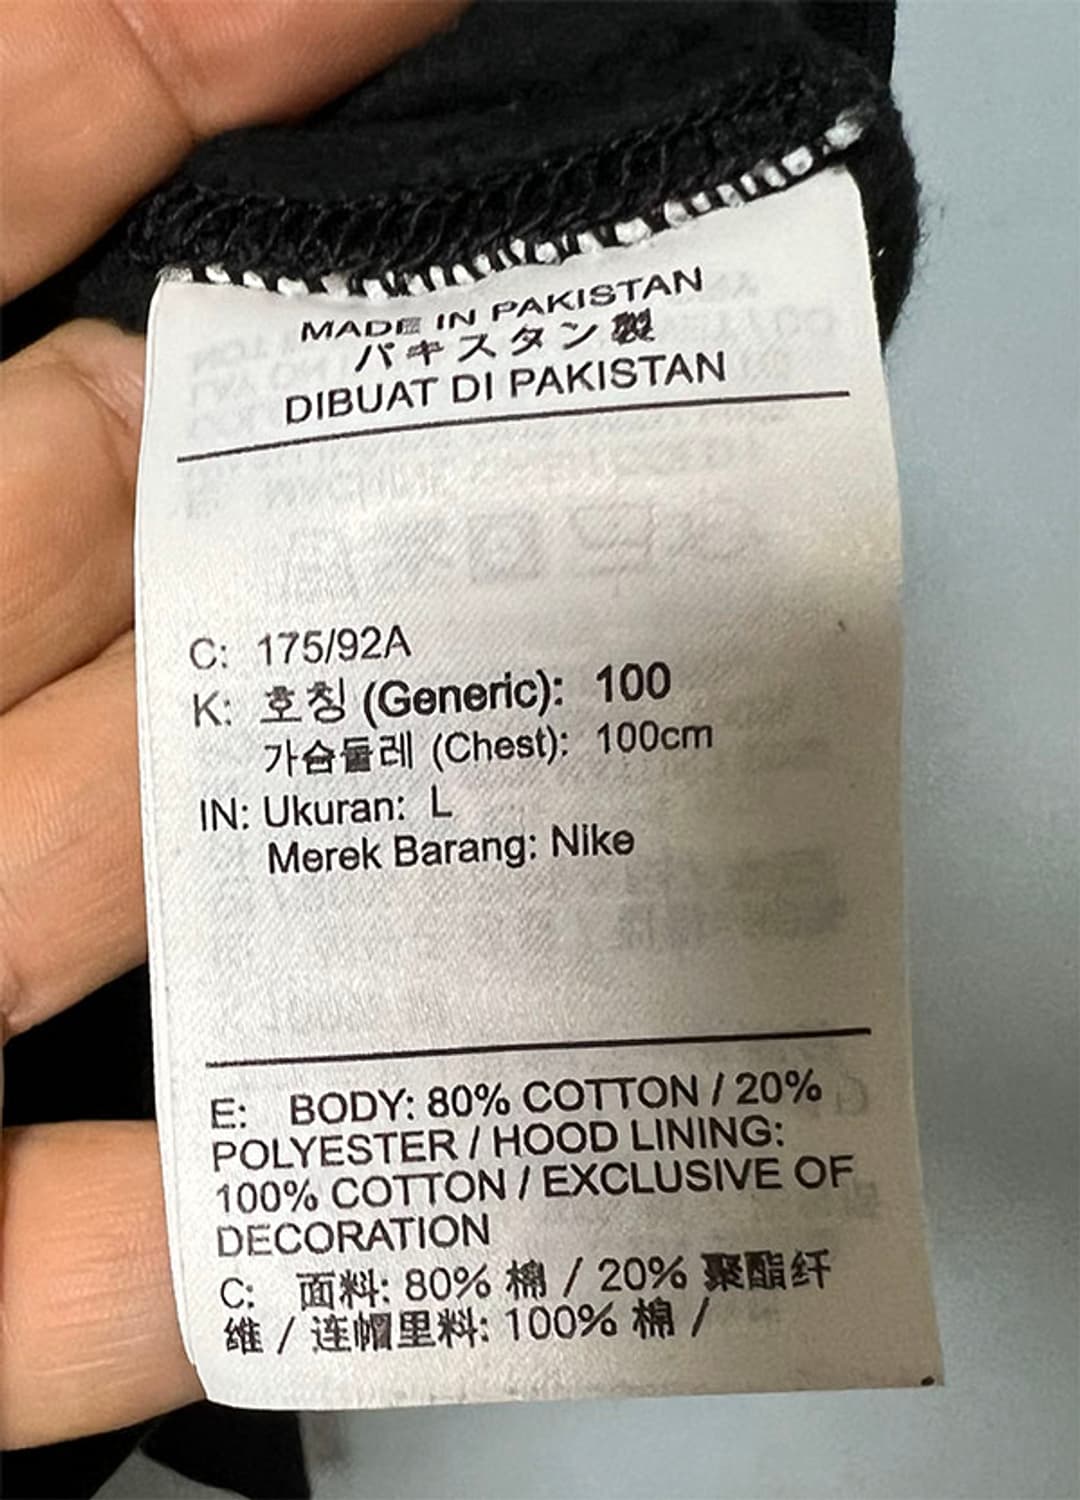 MADE IN PAKISTAN
パキスタン製
DIBUAT DI PAKISTAN
C: 175/92A
K: 호칭 (Generic): 100
가슴둘레 (Chest): 100cm
IN: Ukuran: L
Merek Barang: Nike
E: BODY: 80% COTTON / 20%
POLYESTER / HOOD LINING:
100% COTTON / EXCLUSIVE OF
DECORATION
C: 面料: 80% 棉 / 20% 聚酯纤
维 / 连帽里料: 100% 棉 /